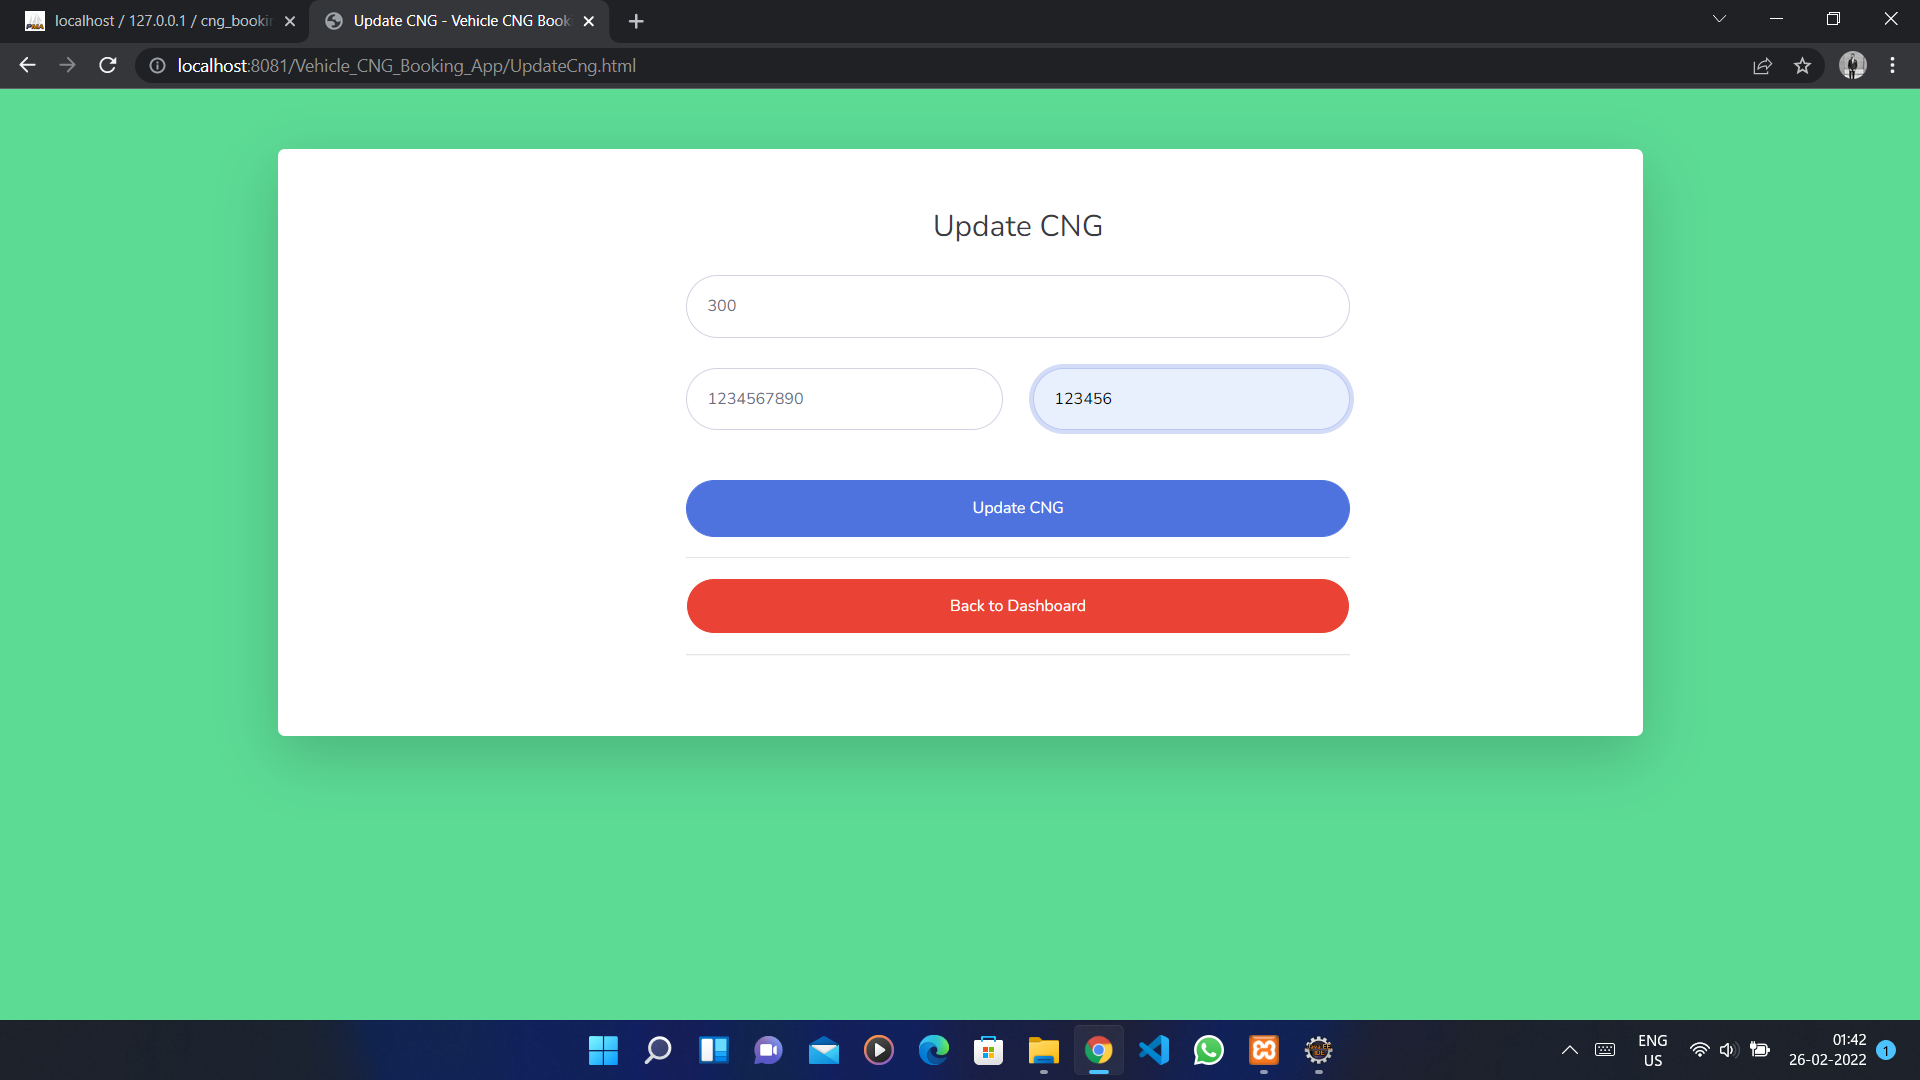 localhost / 127.0.0.1 / cng_bookin
Update CNG - Vehicle CNG Book
localhost:8081/Vehicle_CNG_Booking_App/UpdateCng.html
Update CNG
300
1234567890 123456
Update CNG
Back to Dashboard
ENG
US
01:42
26-02-2022
1